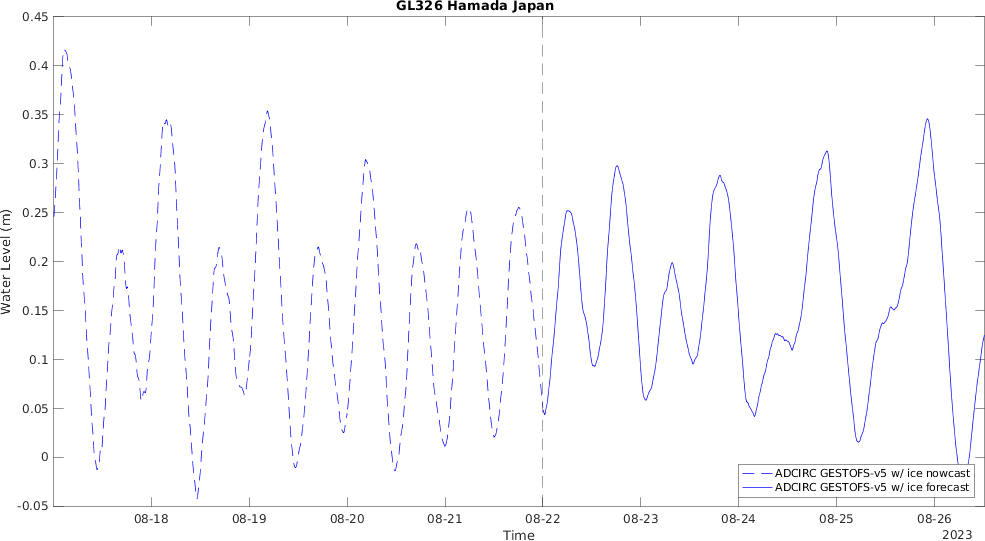 GL326 Hamada Japan
0.45
0.4
0.35
0.3
0.25
0.2
0.15
0.1
0.05
0
-0.05
Water Level (m)
08-18 08-19 08-20 08-21 08-22 08-23 08-24 08-25 08-26
Time
2023
ADCIRC GESTOFS-v5 w/ ice nowcast
ADCIRC GESTOFS-v5 w/ ice forecast